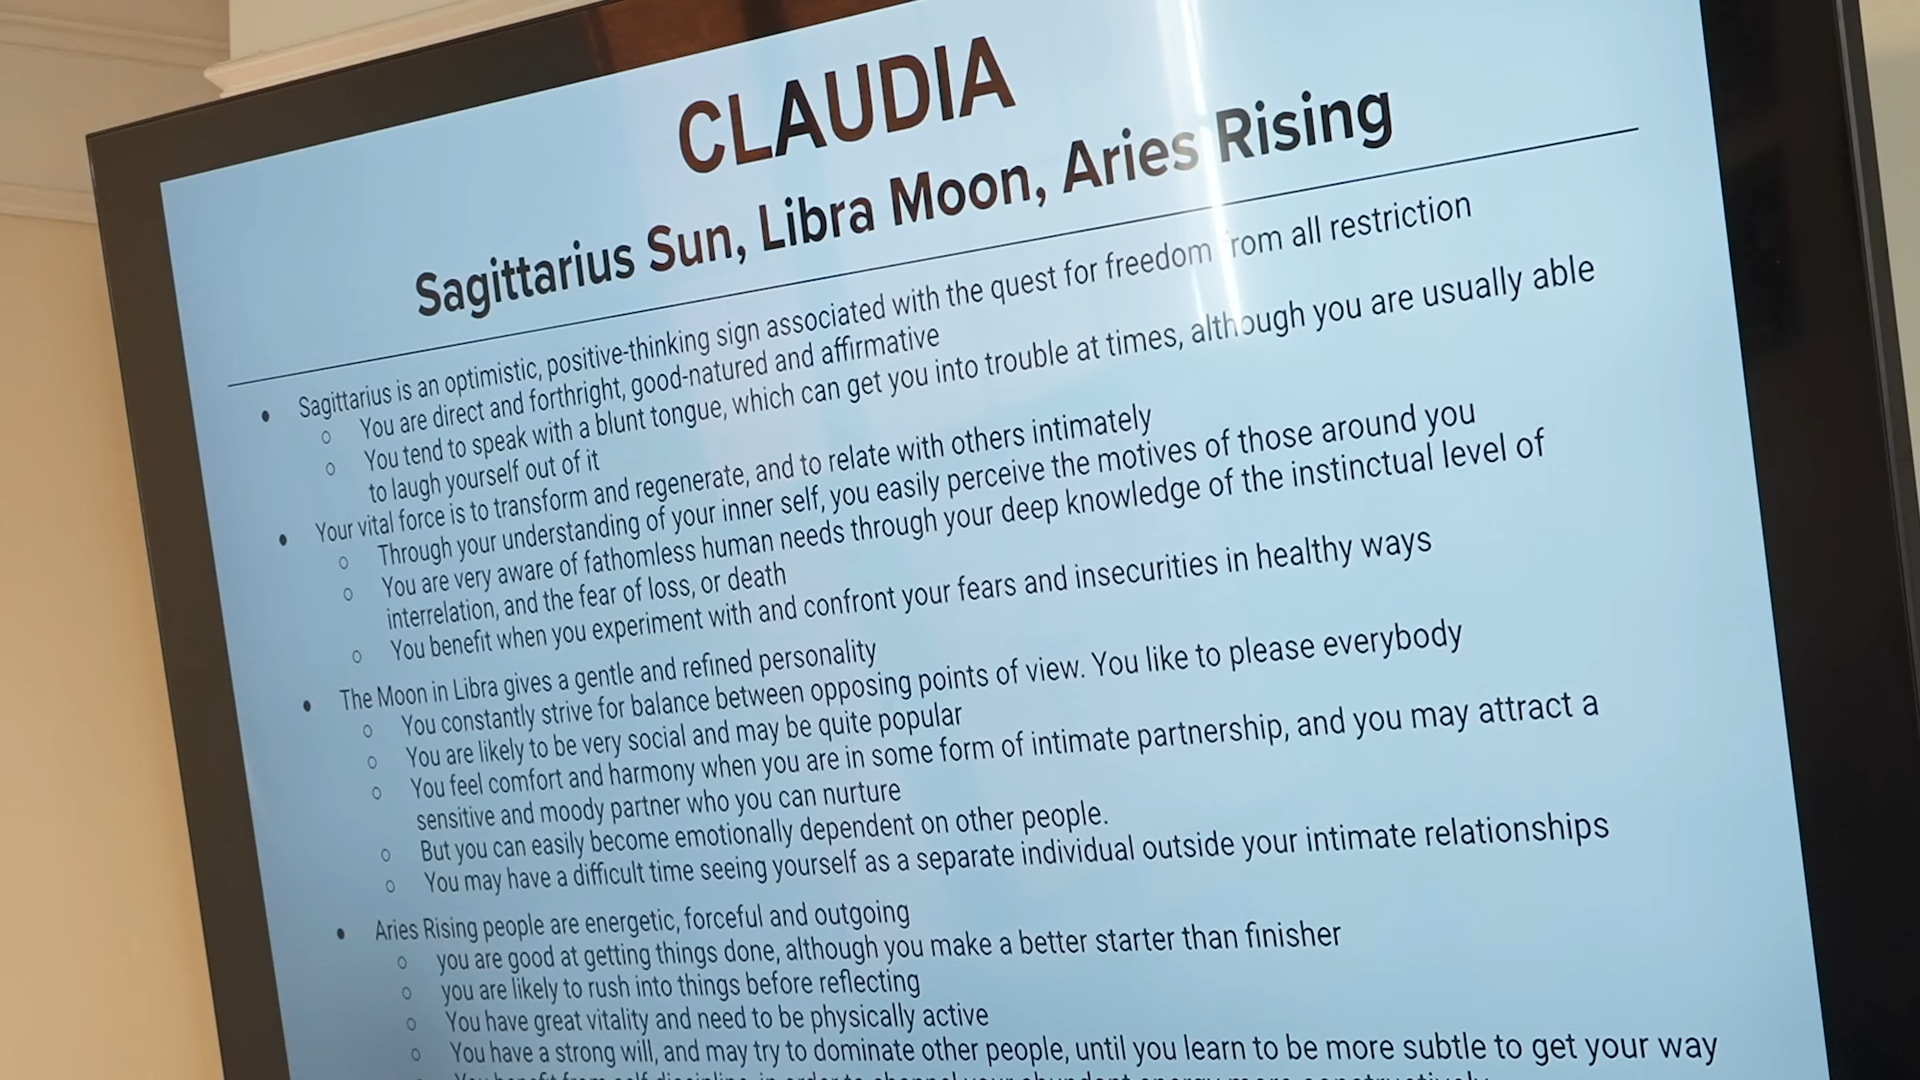 CLAUDIA
Sagittarius Sun, Libra Moon, Aries Rising
• Sagittarius is an optimistic, positive-thinking sign associated with the quest for freedom from all restriction
○ You are direct and forthright, good-natured and affirmative
○ You tend to speak with a blunt tongue, which can get you into trouble at times, although you are usually able
to laugh yourself out of it
• Your vital force is to transform and regenerate, and to relate with others intimately
○ Through your understanding of your inner self, you easily perceive the motives of those around you
○ You are very aware of fathomless human needs through your deep knowledge of the instinctual level of
interrelation, and the fear of loss, or death
○ You benefit when you experiment with and confront your fears and insecurities in healthy ways
• The Moon in Libra gives a gentle and refined personality
○ You constantly strive for balance between opposing points of view. You like to please everybody
○ You are likely to be very social and may be quite popular
○ You feel comfort and harmony when you are in some form of intimate partnership, and you may attract a
sensitive and moody partner who you can nurture
○ But you can easily become emotionally dependent on other people.
○ You may have a difficult time seeing yourself as a separate individual outside your intimate relationships
• Aries Rising people are energetic, forceful and outgoing
○ you are good at getting things done, although you make a better starter than finisher
○ you are likely to rush into things before reflecting
○ You have great vitality and need to be physically active
○ You have a strong will, and may try to dominate other people, until you learn to be more subtle to get your way